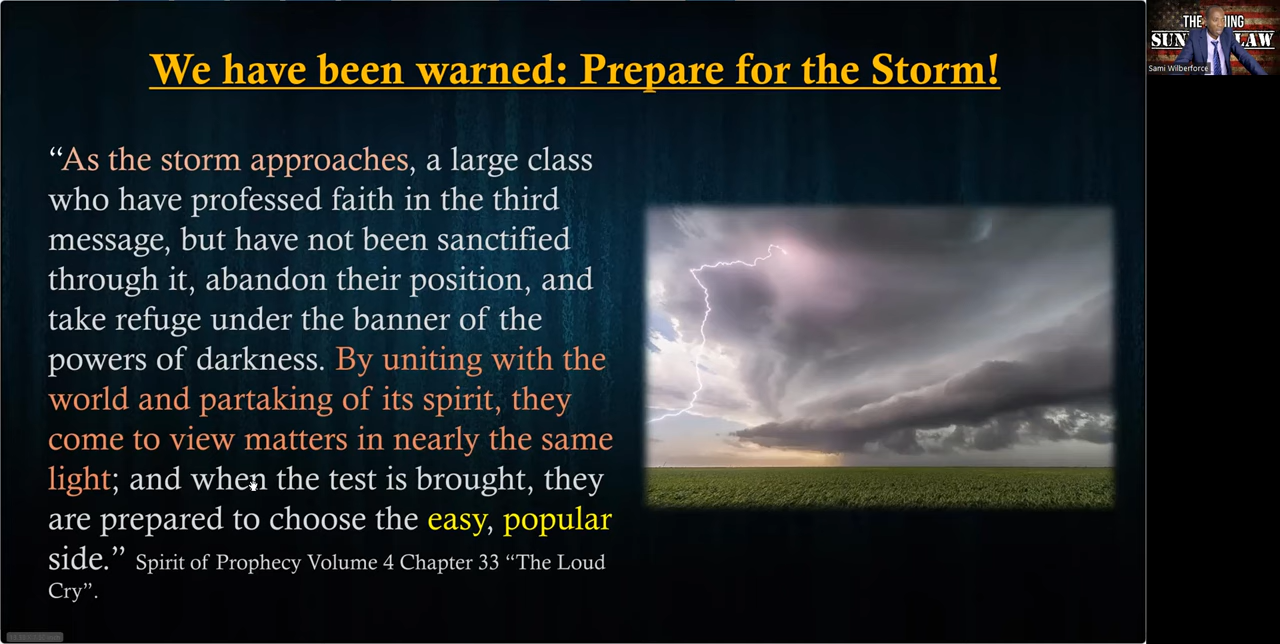 We have been warned: Prepare for the Storm!
“As the storm approaches, a large class
who have professed faith in the third
message, but have not been sanctified
through it, abandon their position, and
take refuge under the banner of the
powers of darkness. By uniting with the
world and partaking of its spirit, they
come to view matters in nearly the same
light; and when the test is brought, they
are prepared to choose the easy, popular
side.” Spirit of Prophecy Volume 4 Chapter 33 “The Loud
Cry”.
THE
SUN LAW
Sami Wilberforce